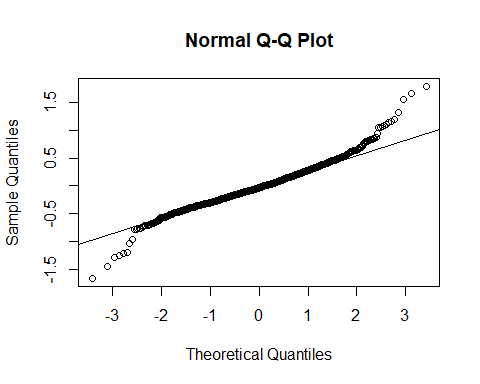 Normal Q-Q Plot
Sample Quantiles
1.5
0.5
-0.5
-1.5
-3 -2 -1 0 1 2 3
Theoretical Quantiles